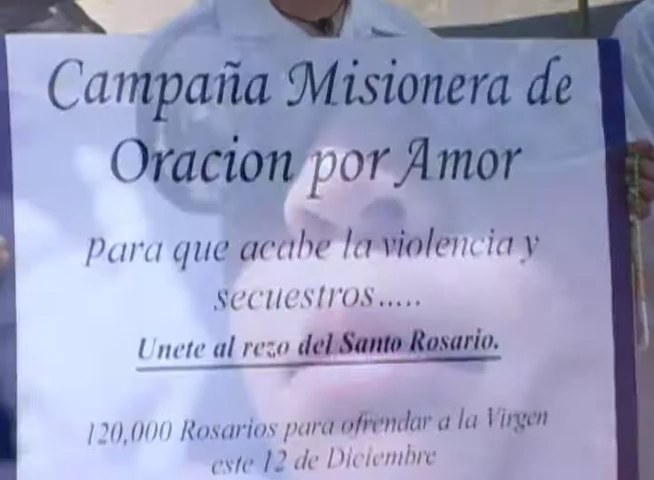 Campaña Misionera de
Oracion por Amor
para que acabe la violencia y
secuestros.....
Unete al rezo del Santo Rosario.
120,000 Rosarios para ofrendar a la Virgen
este 12 de Diciembre